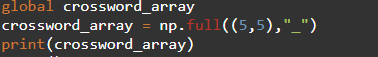 global crossword_array
crossword_array = np.full((5,5),"_")
print(crossword_array)